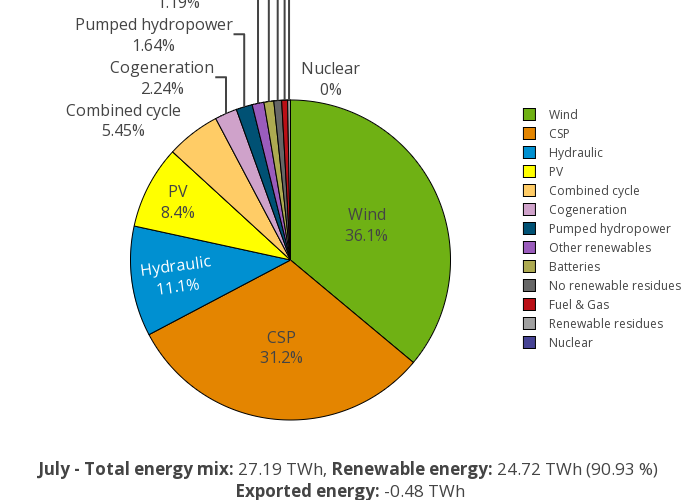 1.19%
Pumped hydropower
1.64%
Cogeneration
2.24%
Combined cycle
5.45%
Nuclear
0%
PV
8.4%
Wind
36.1%
Hydraulic
11.1%
CSP
31.2%
Wind
CSP
Hydraulic
PV
Combined cycle
Cogeneration
Pumped hydropower
Other renewables
Batteries
No renewable residues
Fuel & Gas
Renewable residues
Nuclear
July - Total energy mix: 27.19 TWh, Renewable energy: 24.72 TWh (90.93 %)
Exported energy: -0.48 TWh